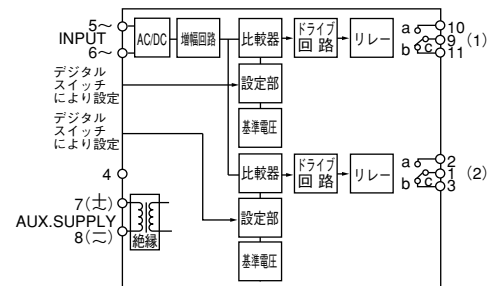 5～
INPUT
6～
AC/DC
増幅回路
比較器
ドライブ
回 路
リレー
a
b
c
10
9
11
(1)
デジタル
スイッチ
により設定
設定部
基準電圧
デジタル
スイッチ
により設定
4
比較器
ドライブ
回 路
リレー
a
b
c
2
1
3
(2)
7(±)
AUX.SUPPLY
8(≂)
絶縁
設定部
基準電圧